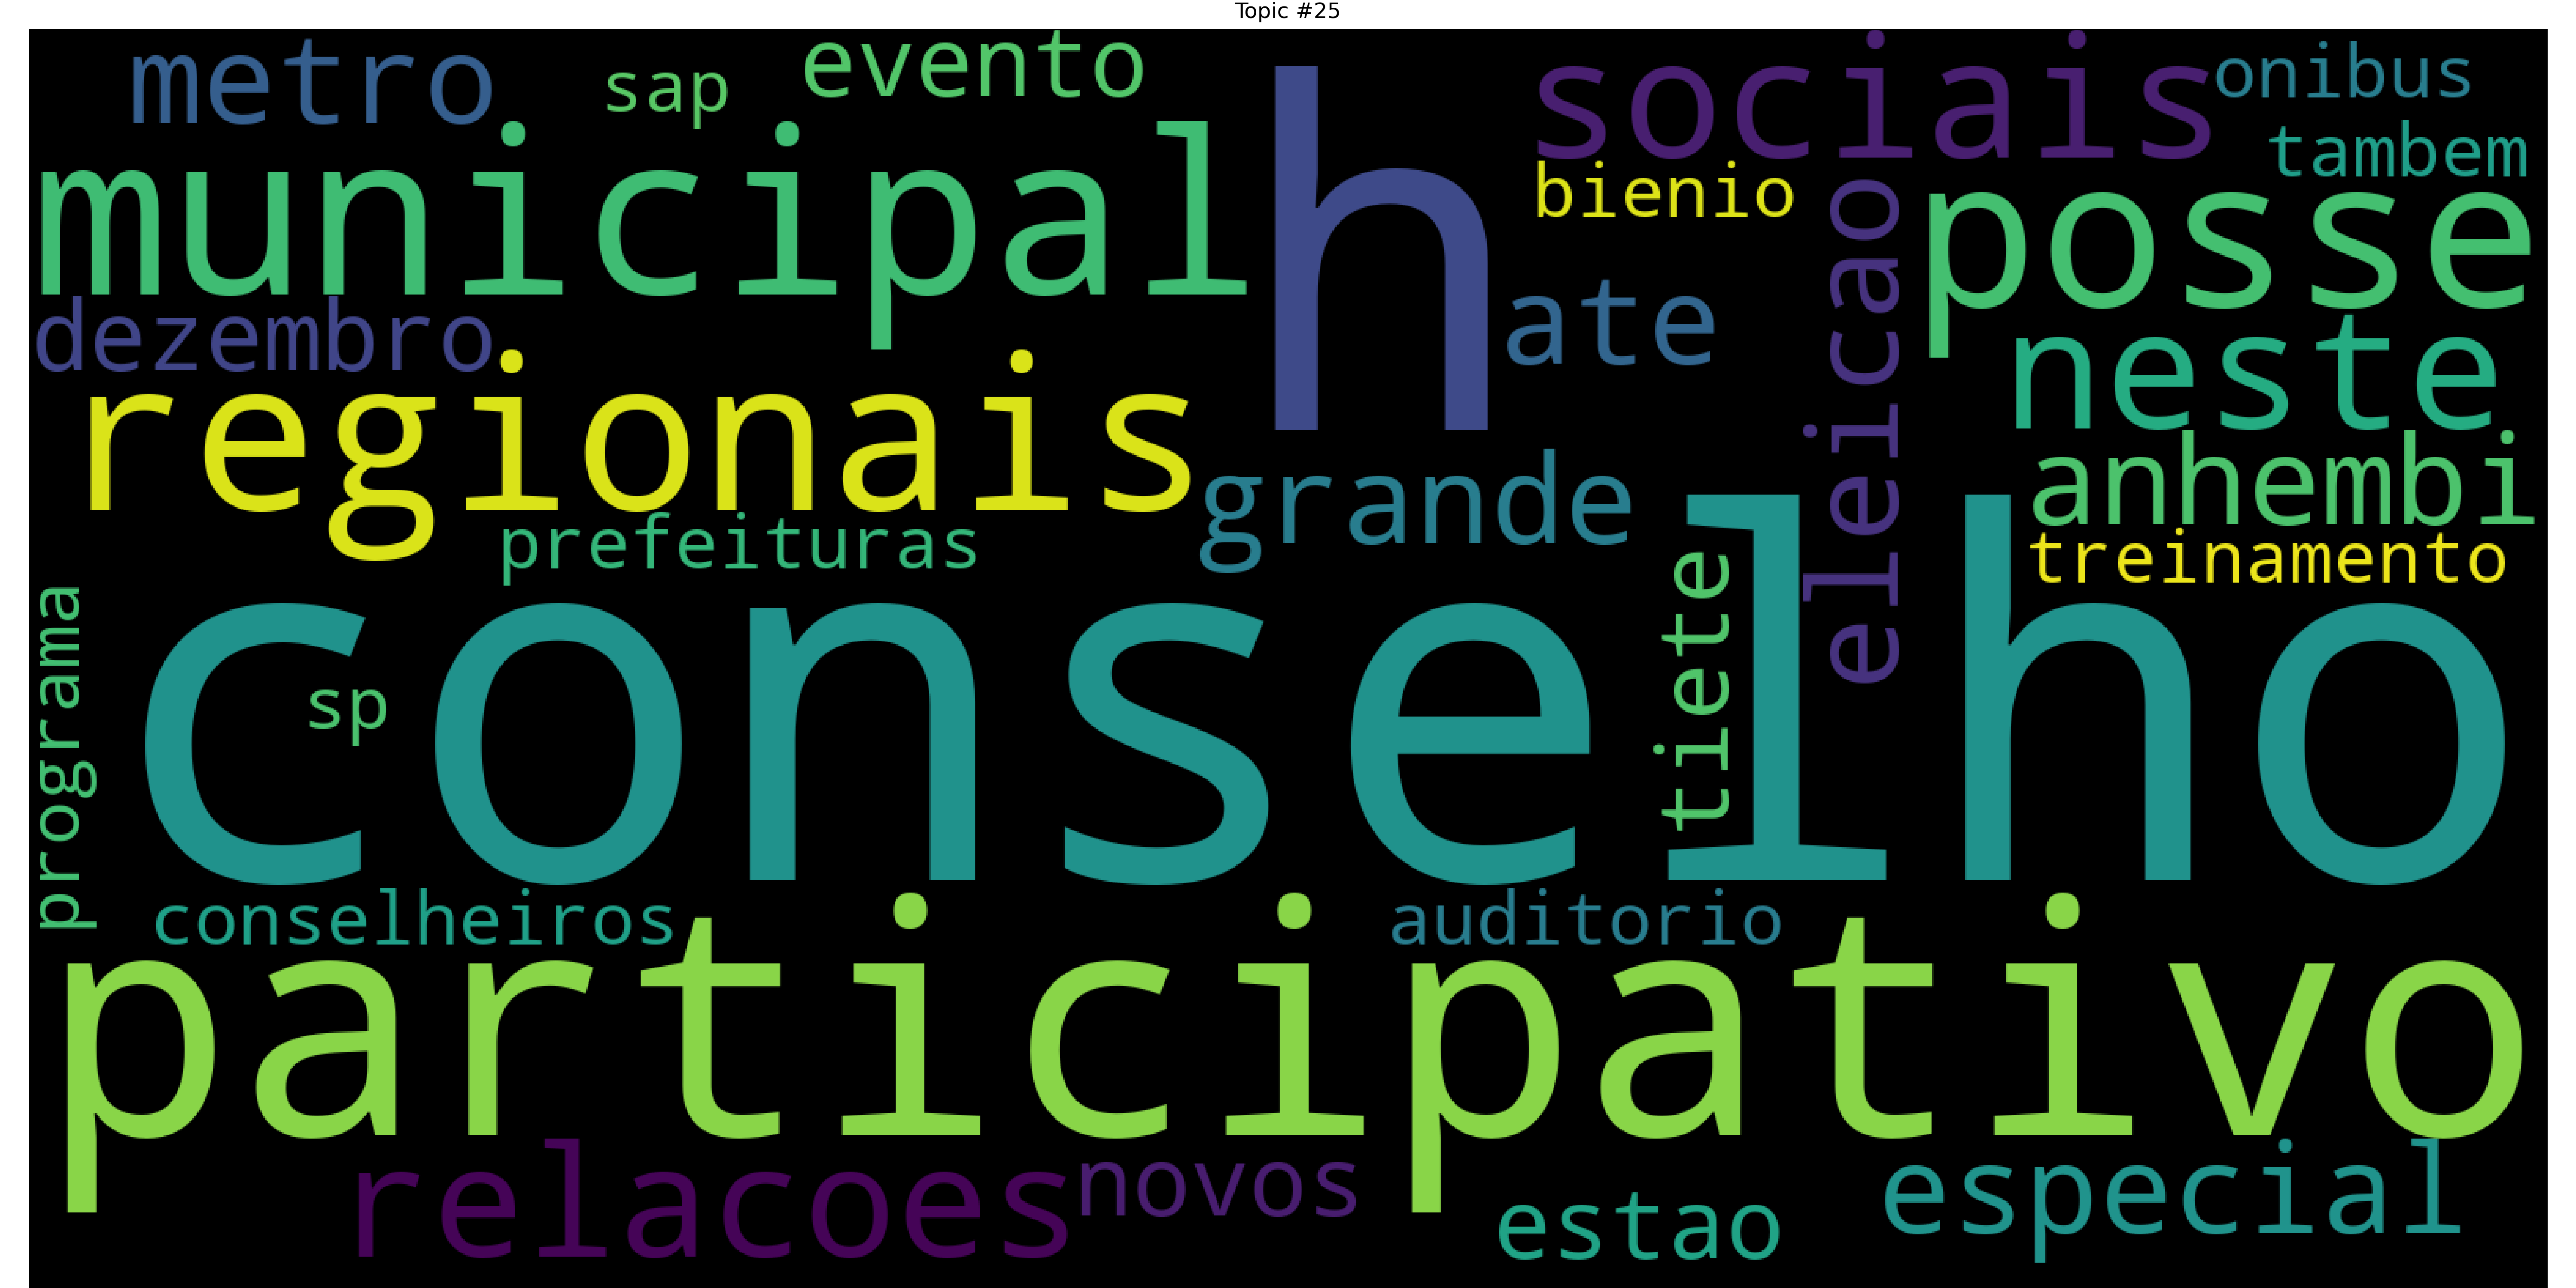 Topic #25
metro
sap
evento
sociais
onibus
tambem
municipal
h
bienio
posse
dezembro
ate
eleicao
neste
regionais
grande
anhembi
prefeituras
treinamento
programa
conselho
sp
tiete
conselheiros
auditorio
participativo
relacoes
novos
estao
especial